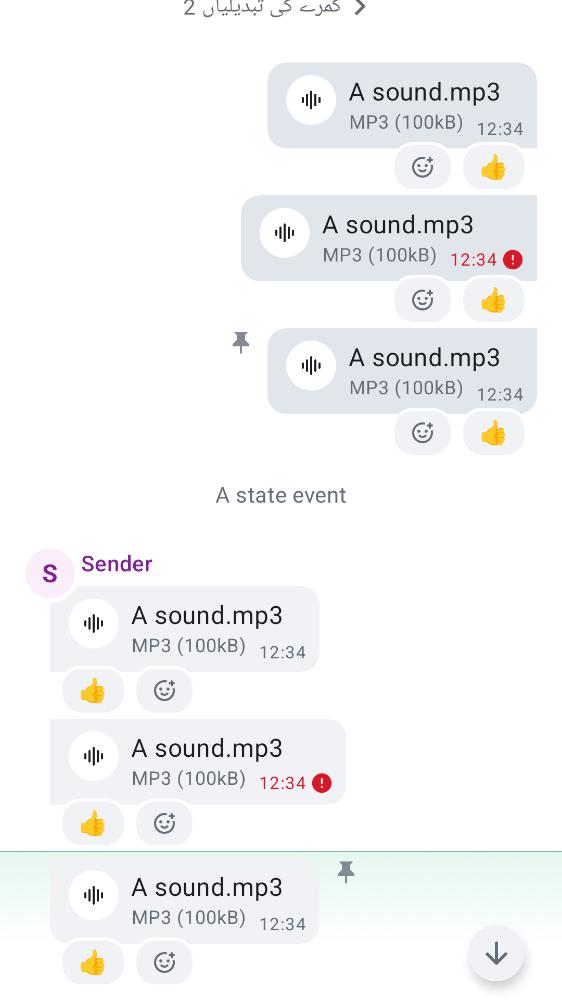 2 کمرے کی تبدیلیاں
A sound.mp3
MP3 (100kB) 12:34
A sound.mp3
MP3 (100kB) 12:34
A sound.mp3
MP3 (100kB) 12:34
A state event
S Sender
A sound.mp3
MP3 (100kB) 12:34
A sound.mp3
MP3 (100kB) 12:34
A sound.mp3
MP3 (100kB) 12:34